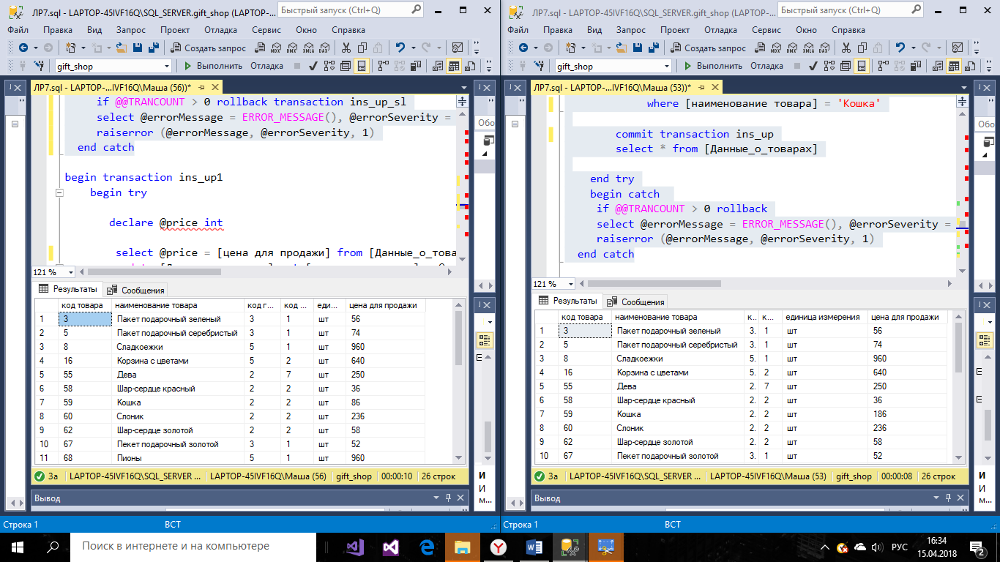 ЛР7.sql - LAPTOP-45IVF16Q\SQL_SERVER.gift_shop (LAPTOP-...
Быстрый запуск (Ctrl+Q)
Файл Правка Вид Запрос Проект Отладка Сервис Окно Справка
Создать запрос MDX DMX XMLA DAX
gift_shop Выполнить Отладка
ЛР7.sql - LAPTOP-...IVF16Q\Маша (56))*
if @@TRANCOUNT > 0 rollback transaction ins_up_sl
select @errorMessage = ERROR_MESSAGE(), @errorSeverity =
raiserror (@errorMessage, @errorSeverity, 1)
end catch
begin transaction ins_up1
begin try
declare @price int
select @price = [цена для продажи] from [Данные_о_това
121 %
Результаты Сообщения
код товара наименование товара код г... код ... еди... цена для продажи
1 3 Пакет подарочный зеленый 3 1 шт 56
2 5 Пакет подарочный серебристый 3 1 шт 74
3 8 Сладкоежки 5 1 шт 960
4 16 Корзина с цветами 5 2 шт 640
5 55 Дева 2 7 шт 250
6 58 Шар-сердце красный 2 2 шт 36
7 59 Кошка 2 2 шт 86
8 60 Слоник 2 2 шт 236
9 62 Шар-сердце золотой 2 2 шт 58
10 67 Пекет подарочный золотой 3 1 шт 52
11 68 Пионы 5 1 шт 960
За LAPTOP-45IVF16Q\SQL_SERVER ... LAPTOP-45IVF16Q\Маша (56) gift_shop 00:00:10 26 строк
Вывод
Обо
И
И
м...
Строка 1 ВСТ
ЛР7.sql - LAPTOP-45IVF16Q\SQL_SERVER.gift_shop (LAPTOP-...
Быстрый запуск (Ctrl+Q)
Файл Правка Вид Запрос Проект Отладка Сервис Окно Справка
Создать запрос MDX DMX XMLA DAX
gift_shop Выполнить Отладка
ЛР7.sql - LAPTOP-...IVF16Q\Маша (53))*
where [наименование товара] = 'Кошка'
commit transaction ins_up
select * from [Данные_о_товарах]
end try
begin catch
if @@TRANCOUNT > 0 rollback
select @errorMessage = ERROR_MESSAGE(), @errorSeverity =
raiserror (@errorMessage, @errorSeverity, 1)
end catch
121 %
Результаты Сообщения
код товара наименование товара к.. к... единица измерения цена для продажи
1 3 Пакет подарочный зеленый 3. 1 шт 56
2 5 Пакет подарочный серебристый 3. 1 шт 74
3 8 Сладкоежки 5. 1 шт 960
4 16 Корзина с цветами 5. 2 шт 640
5 55 Дева 2. 7 шт 250
6 58 Шар-сердце красный 2. 2 шт 36
7 59 Кошка 2. 2 шт 186
8 60 Слоник 2. 2 шт 236
9 62 Шар-сердце золотой 2. 2 шт 58
10 67 Пекет подарочный золотой 3. 1 шт 52
За LAPTOP-45IVF16Q\SQL_SERVER ... LAPTOP-45IVF16Q\Маша (53) gift_shop 00:00:08 26 строк
Вывод
Обо
И
И
м...
Строка 1 ВСТ
Поиск в интернете и на компьютере
РУС
16:34
15.04.2018
2